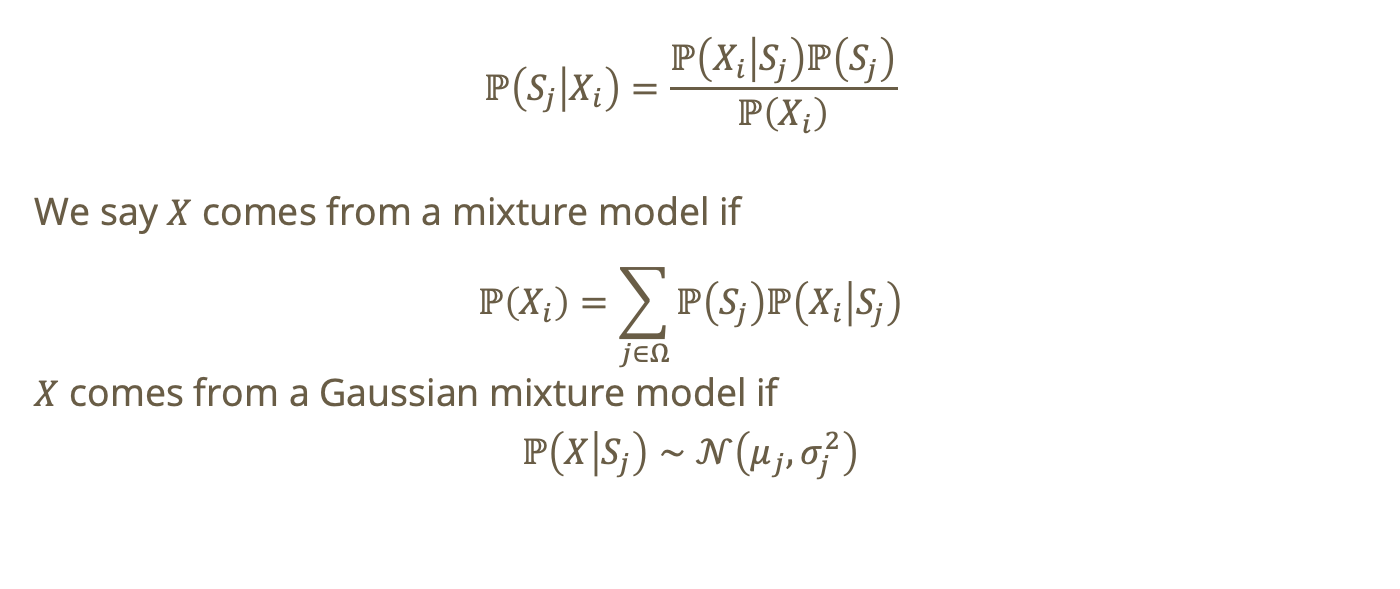 ℙ(S_j|X_i) = ℙ(X_i|S_j)ℙ(S_j) / ℙ(X_i)
We say X comes from a mixture model if
ℙ(X_i) = ∑_{j∈Ω} ℙ(S_j)ℙ(X_i|S_j)
X comes from a Gaussian mixture model if
ℙ(X|S_j) ~ 𝒩(μ_j, σ_j^2)